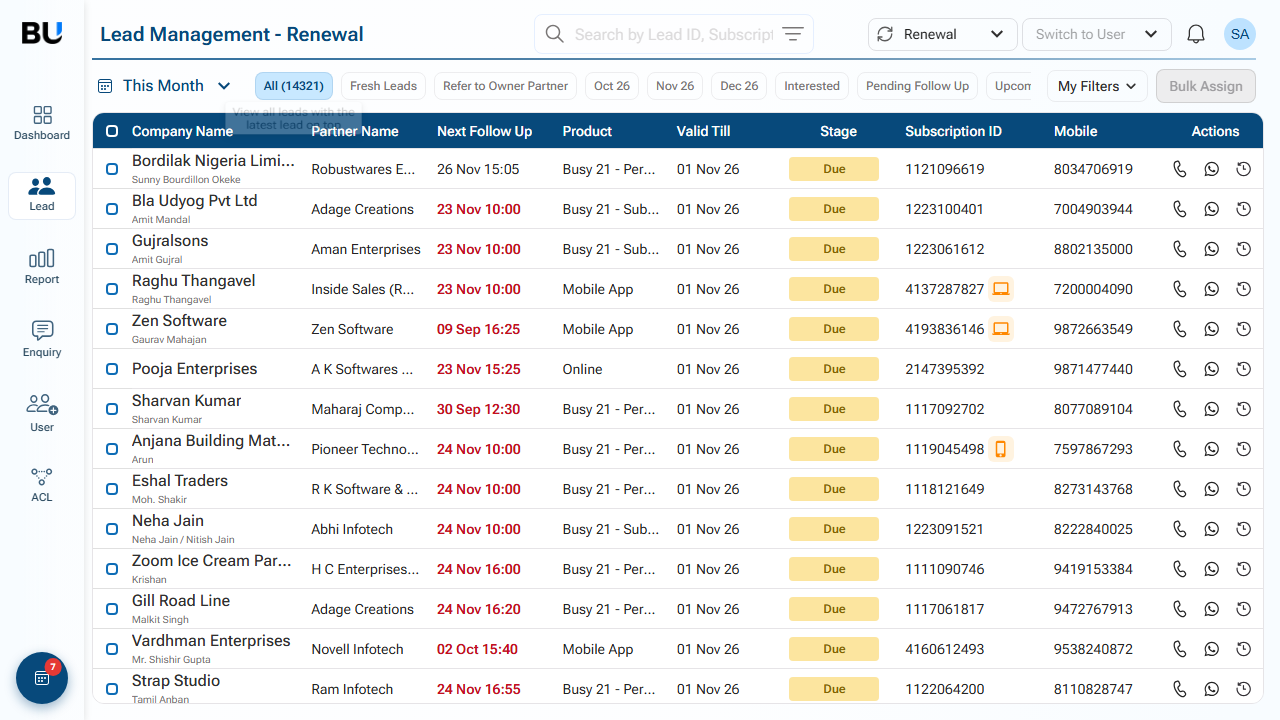 BU
Lead Management - Renewal
Search by Lead ID, Subscript
Renewal
Switch to User
SA
This Month
All (14321)
Fresh Leads
Refer to Owner Partner
Oct 26
Nov 26
Dec 26
Interested
Pending Follow Up
Upcom
My Filters
Bulk Assign
View all leads with the
latest lead on top
Dashboard
Lead
Report
Enquiry
User
ACL
7
Company Name Partner Name Next Follow Up Product Valid Till Stage Subscription ID Mobile Actions
Bordilak Nigeria Limi... Robustwares E... 26 Nov 15:05 Busy 21 - Per... 01 Nov 26 Due 1121096619 8034706919
Sunny Bourdillon Okeke
Bla Udyog Pvt Ltd Adage Creations 23 Nov 10:00 Busy 21 - Sub... 01 Nov 26 Due 1223100401 7004903944
Amit Mandal
Gujralsons Aman Enterprises 23 Nov 10:00 Busy 21 - Sub... 01 Nov 26 Due 1223061612 8802135000
Amit Gujral
Raghu Thangavel Inside Sales (R... 23 Nov 10:00 Mobile App 01 Nov 26 Due 4137287827 7200004090
Raghu Thangavel
Zen Software Zen Software 09 Sep 16:25 Mobile App 01 Nov 26 Due 4193836146 9872663549
Gaurav Mahajan
Pooja Enterprises A K Softwares ... 23 Nov 15:25 Online 01 Nov 26 Due 2147395392 9871477440
Sharvan Kumar Maharaj Comp... 30 Sep 12:30 Busy 21 - Per... 01 Nov 26 Due 1117092702 8077089104
Sharvan Kumar
Anjana Building Mat... Pioneer Techno... 24 Nov 10:00 Busy 21 - Per... 01 Nov 26 Due 1119045498 7597867293
Arun
Eshal Traders R K Software & ... 24 Nov 10:00 Busy 21 - Per... 01 Nov 26 Due 1118121649 8273143768
Moh. Shakir
Neha Jain Abhi Infotech 24 Nov 10:00 Busy 21 - Sub... 01 Nov 26 Due 1223091521 8222840025
Neha Jain / Nitish Jain
Zoom Ice Cream Par... H C Enterprises... 24 Nov 16:00 Busy 21 - Per... 01 Nov 26 Due 1111090746 9419153384
Krishan
Gill Road Line Adage Creations 24 Nov 16:20 Busy 21 - Per... 01 Nov 26 Due 1117061817 9472767913
Malkit Singh
Vardhman Enterprises Novell Infotech 02 Oct 15:40 Mobile App 01 Nov 26 Due 4160612493 9538240872
Mr. Shishir Gupta
Strap Studio Ram Infotech 24 Nov 16:55 Busy 21 - Per... 01 Nov 26 Due 1122064200 8110828747
Tamil Anban